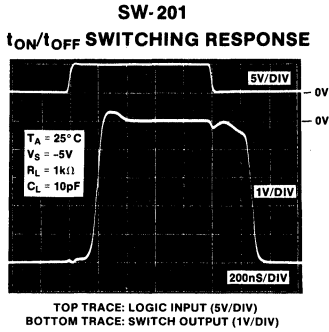 SW-201
tON/tOFF SWITCHING RESPONSE
5V/DIV
0V
0V
TA = 25°C
VS = -5V
RL = 1kΩ
CL = 10pF
1V/DIV
200nS/DIV
TOP TRACE: LOGIC INPUT (5V/DIV)
BOTTOM TRACE: SWITCH OUTPUT (1V/DIV)